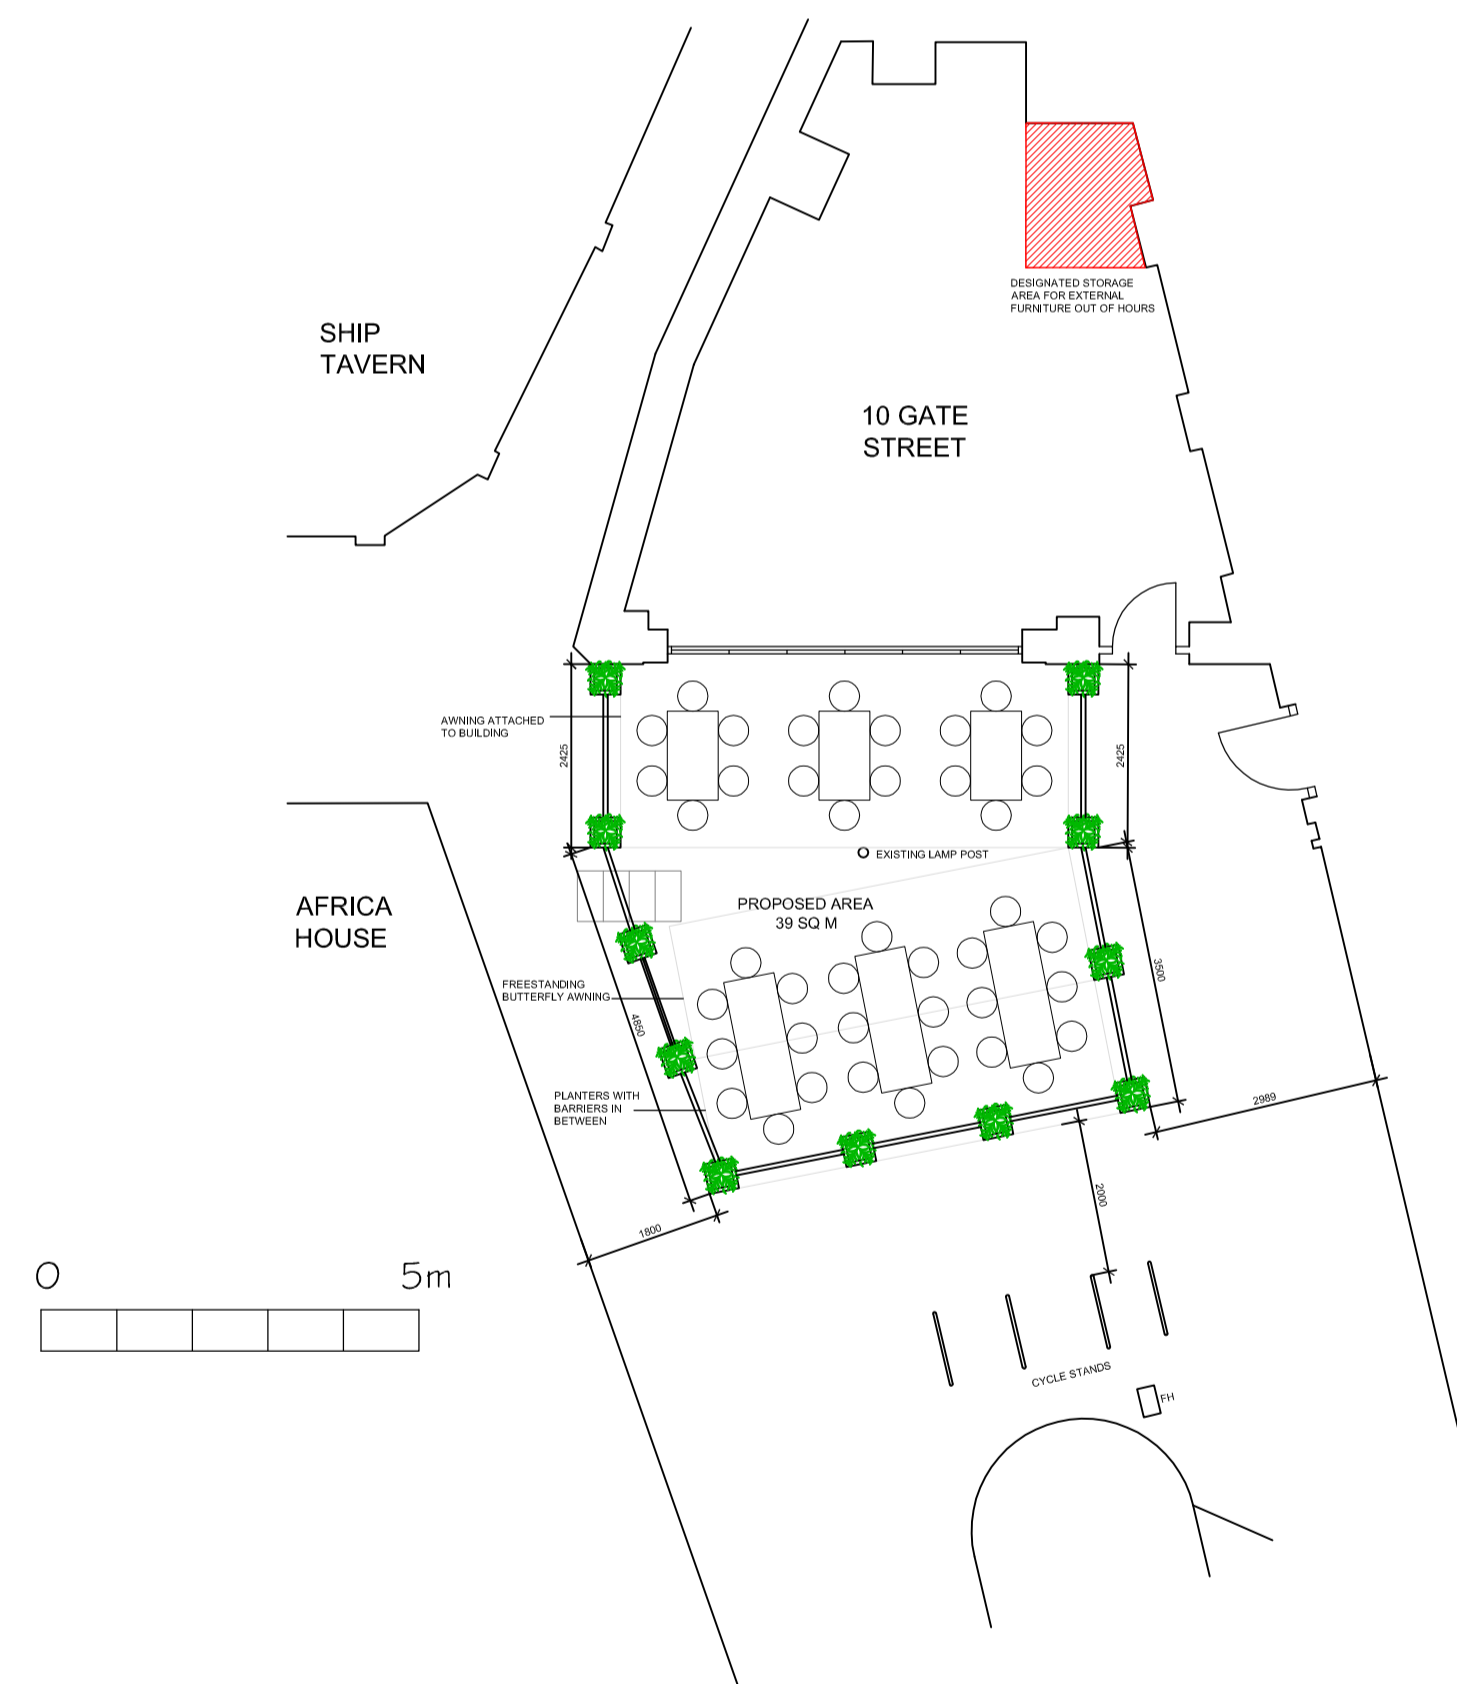 DESIGNATED STORAGE
AREA FOR EXTERNAL
FURNITURE OUT OF HOURS
SHIP
TAVERN
10 GATE
STREET
AWNING ATTACHED
TO BUILDING
2425
2425
EXISTING LAMP POST
AFRICA
HOUSE
PROPOSED AREA
39 SQ M
FREESTANDING
BUTTERFLY AWNING
3500
4850
PLANTERS WITH
BARRIERS IN
BETWEEN
2989
2000
1800
0 5m
CYCLE STANDS
FH